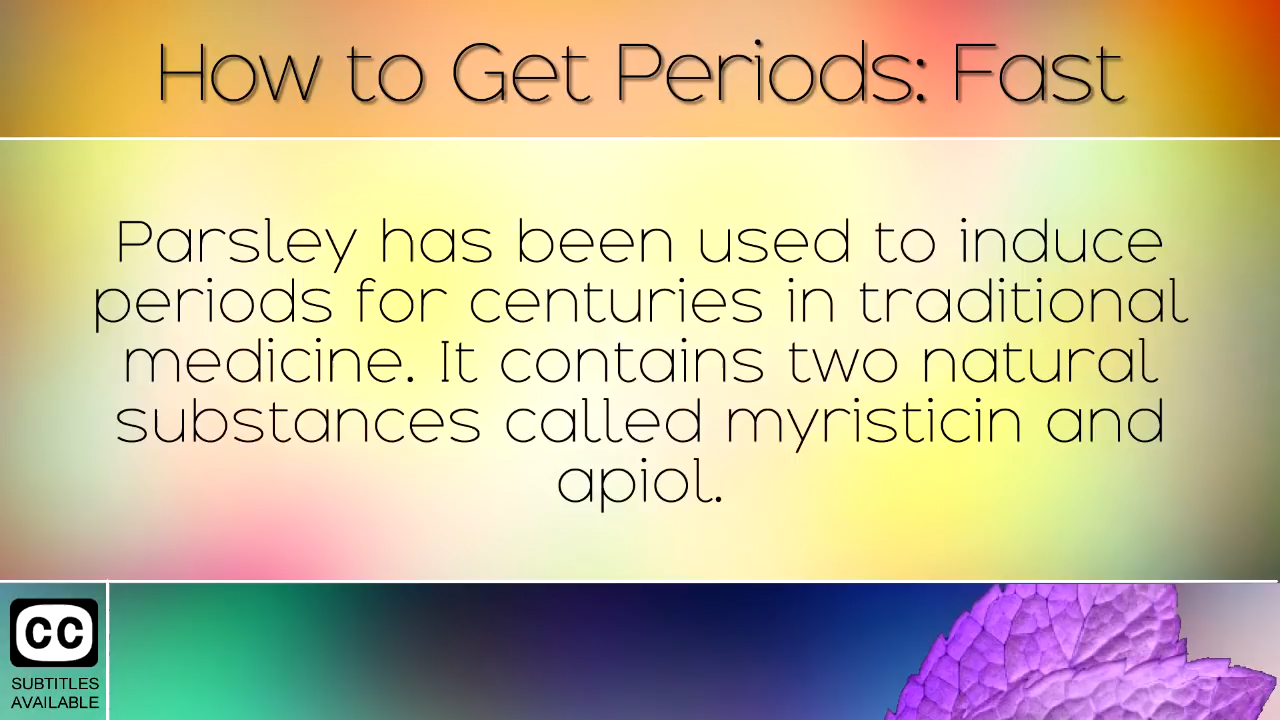 How to Get Periods: Fast
Parsley has been used to induce
periods for centuries in traditional
medicine. It contains two natural
substances called myristicin and
apiol.
CC
SUBTITLES
AVAILABLE